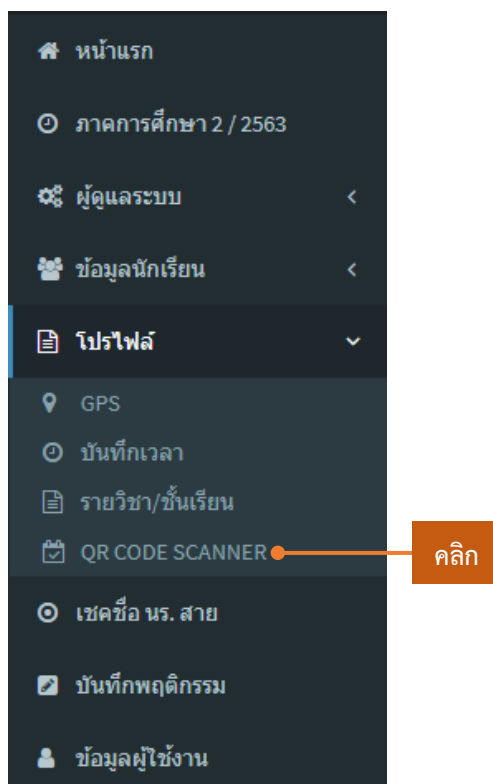 หน้าแรก
ภาคการศึกษา 2 / 2563
ผู้ดูแลระบบ
ข้อมูลนักเรียน
โปรไฟล์
GPS
บันทึกเวลา
รายวิชา/ชั้นเรียน
QR CODE SCANNER
คลิก
เชคชื่อ นร. สาย
บันทึกพฤติกรรม
ข้อมูลผู้ใช้งาน